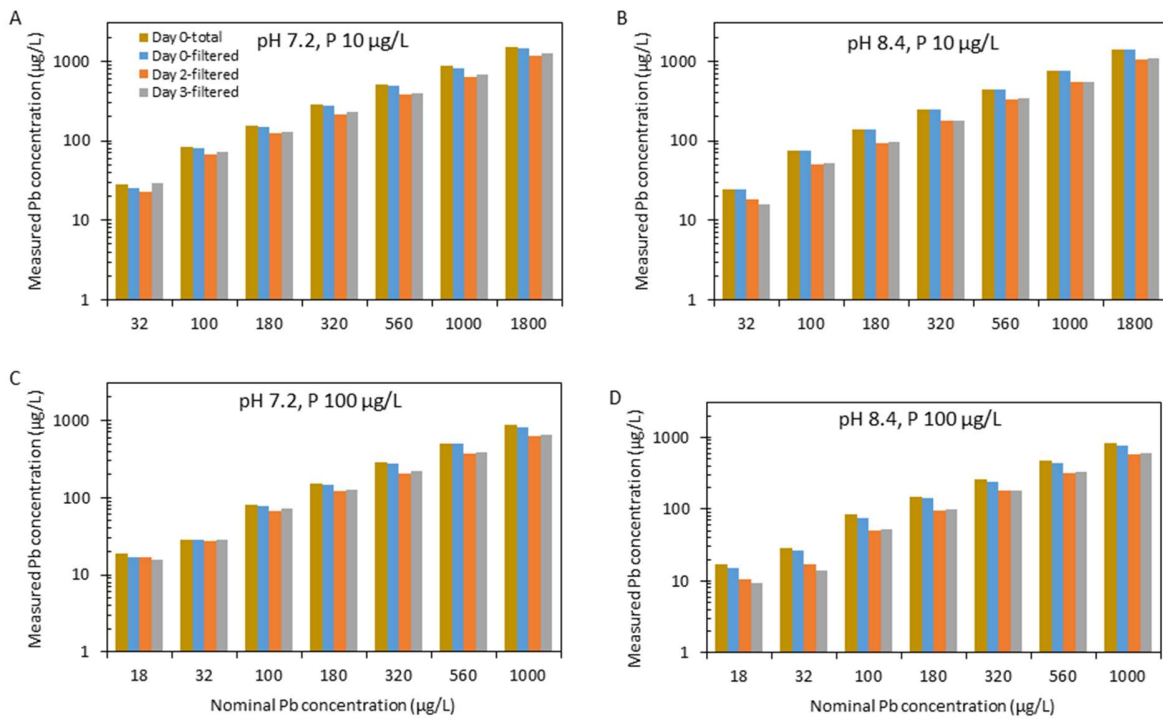 A
pH 7.2, P 10 µg/L
Day 0-total
Day 0-filtered
Day 2-filtered
Day 3-filtered
Measured Pb concentration (µg/L)
1000
100
10
1
32 100 180 320 560 1000 1800
B
pH 8.4, P 10 µg/L
Measured Pb concentration (µg/L)
1000
100
10
1
32 100 180 320 560 1000 1800
C
pH 7.2, P 100 µg/L
Measured Pb concentration (µg/L)
1000
100
10
1
18 32 100 180 320 560 1000
Nominal Pb concentration (µg/L)
D
pH 8.4, P 100 µg/L
Measured Pb concentration (µg/L)
1000
100
10
1
18 32 100 180 320 560 1000
Nominal Pb concentration (µg/L)